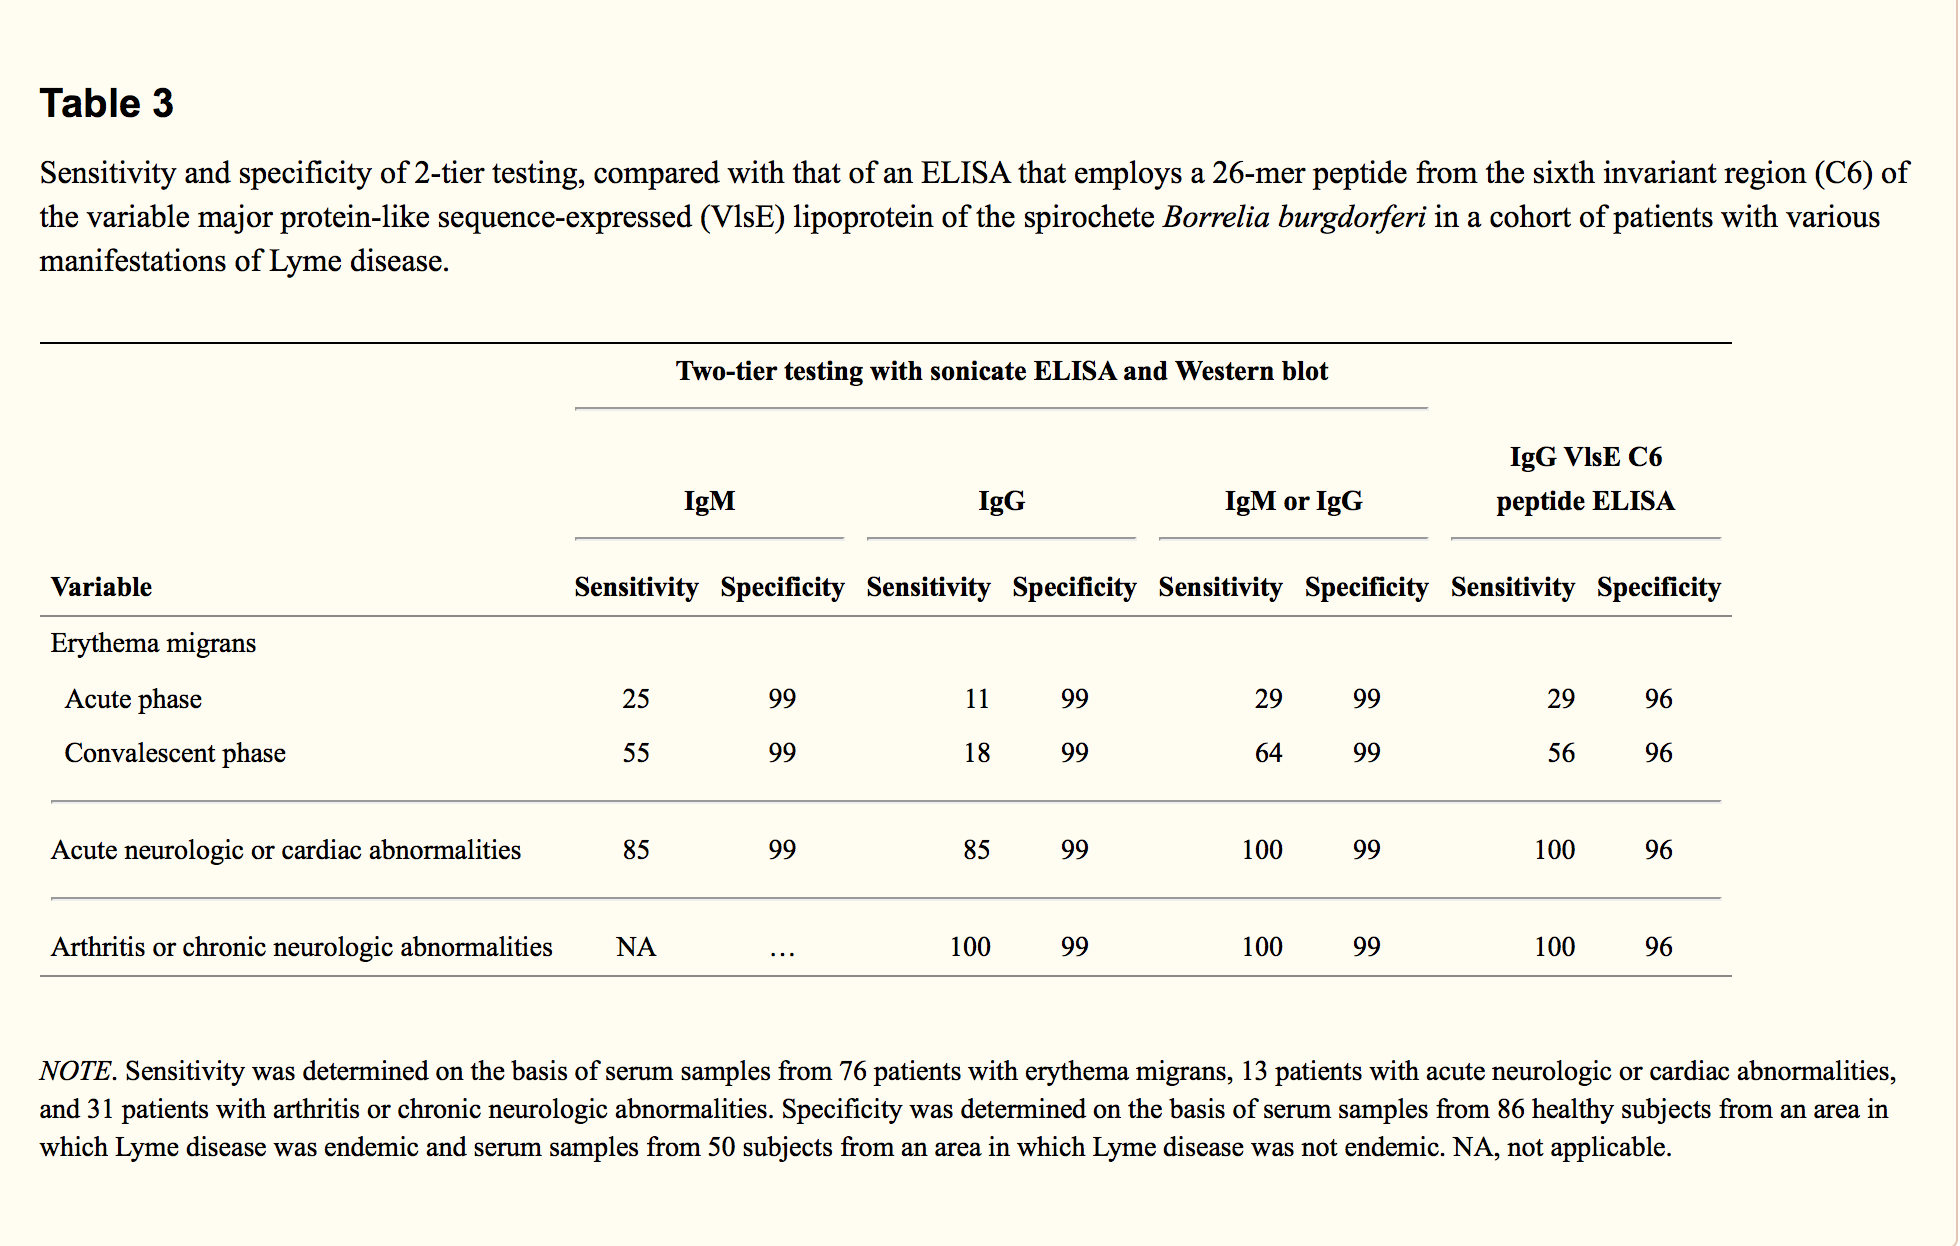 Table 3
Sensitivity and specificity of 2-tier testing, compared with that of an ELISA that employs a 26-mer peptide from the sixth invariant region (C6) of
the variable major protein-like sequence-expressed (VlsE) lipoprotein of the spirochete Borrelia burgdorferi in a cohort of patients with various
manifestations of Lyme disease.
Two-tier testing with sonicate ELISA and Western blot
IgG VlsE C6
IgM IgG IgM or IgG peptide ELISA
Variable Sensitivity Specificity Sensitivity Specificity Sensitivity Specificity Sensitivity Specificity
Erythema migrans
Acute phase 25 99 11 99 29 99 29 96
Convalescent phase 55 99 18 99 64 99 56 96
Acute neurologic or cardiac abnormalities 85 99 85 99 100 99 100 96
Arthritis or chronic neurologic abnormalities NA … 100 99 100 99 100 96
NOTE. Sensitivity was determined on the basis of serum samples from 76 patients with erythema migrans, 13 patients with acute neurologic or cardiac abnormalities,
and 31 patients with arthritis or chronic neurologic abnormalities. Specificity was determined on the basis of serum samples from 86 healthy subjects from an area in
which Lyme disease was endemic and serum samples from 50 subjects from an area in which Lyme disease was not endemic. NA, not applicable.